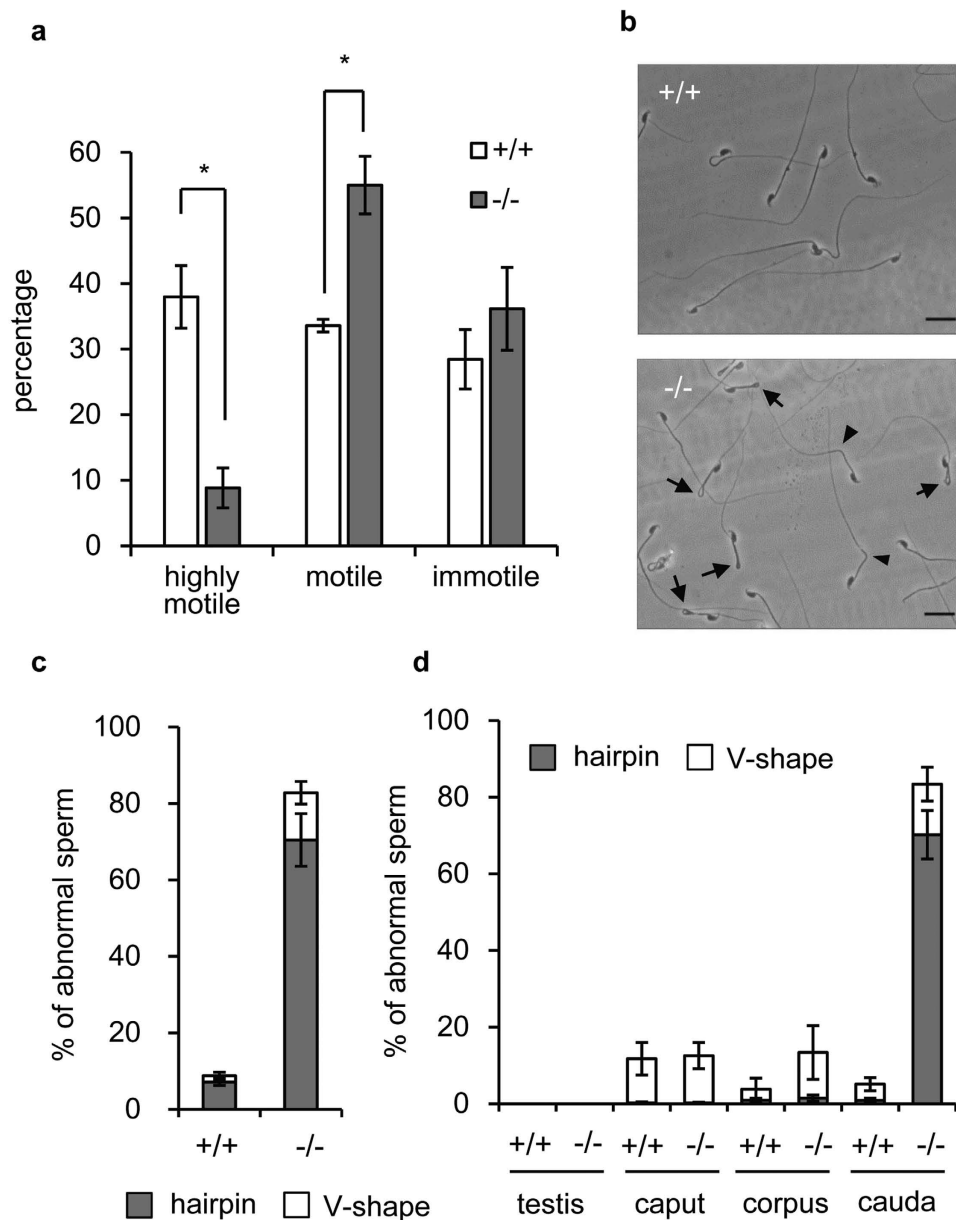 a
*
*
60
50
40
30
20
10
0
percentage
+/+
-/-
highly motile
motile
immotile
b
+/+
-/-
c
100
80
60
40
20
0
% of abnormal sperm
+/+ -/-
hairpin V-shape
d
100
80
60
40
20
0
% of abnormal sperm
hairpin V-shape
+/+ -/- +/+ -/- +/+ -/- +/+ -/-
testis caput corpus cauda